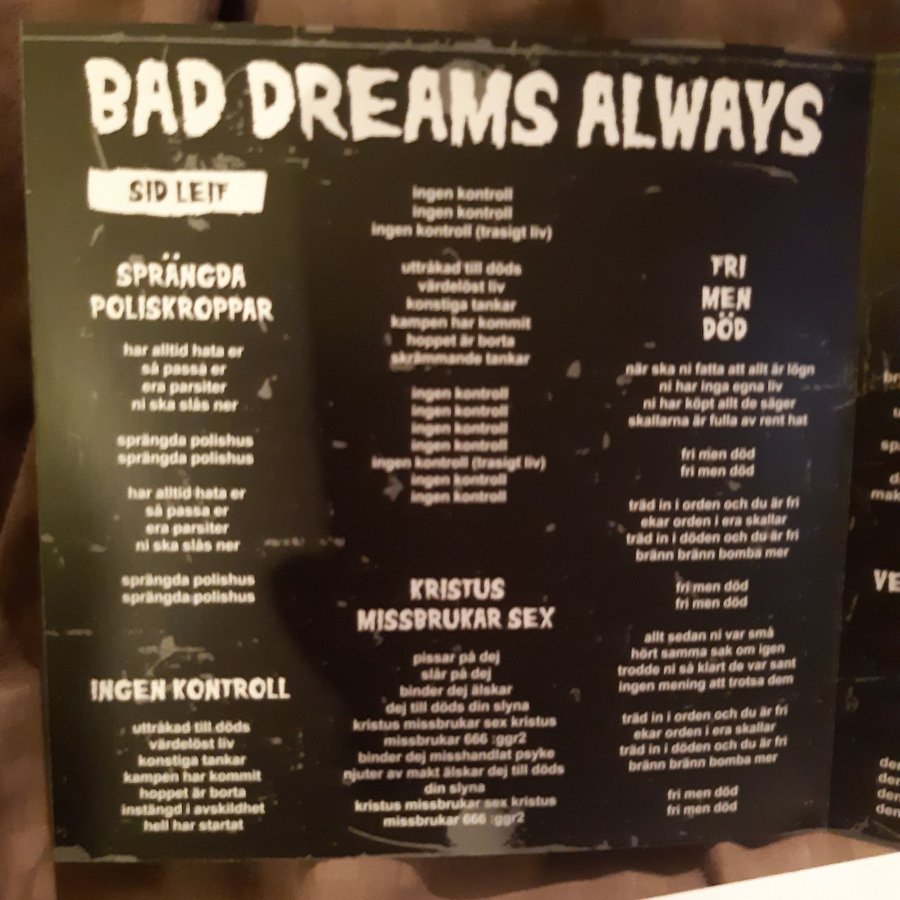 BAD DREAMS ALWAYS
SID LEIF
SPRÄNGDA
POLISKROPPAR
har alltid hata er
så passa er
era parsiter
ni ska slås ner
sprängda polishus
sprängda polishus
har alltid hata er
så passa er
era parsiter
ni ska slås ner
sprängda polishus
sprängda polishus
INGEN KONTROLL
uttråkad till döds
värdelöst liv
konstiga tankar
kampen har kommit
hoppet är borta
instängd i avskildhet
hell har startat
ingen kontroll
ingen kontroll
ingen kontroll (trasigt liv)
uttråkad till döds
värdelöst liv
konstiga tankar
kampen har kommit
hoppet är borta
skrämmande tankar
ingen kontroll
ingen kontroll
ingen kontroll
ingen kontroll
ingen kontroll (trasigt liv)
ingen kontroll
ingen kontroll
KRISTUS
MISSBRUKAR SEX
pissar på dej
slår på dej
binder dej älskar
dej till döds din slyna
kristus missbrukar sex kristus
missbrukar 666 :ggr2
binder dej misshandlat psyke
njuter av makt älskar dej till döds
din slyna
kristus missbrukar sex kristus
missbrukar 666 :ggr2
FRI
MEN
DÖD
når ska ni fatta att allt är lögn
ni har inga egna liv
ni har köpt allt de säger
skallarna är fulla av rent hat
fri men död
fri men död
träd in i orden och du är fri
ekar orden i era skallar
träd in i döden och du är fri
bränn bränn bomba mer
fri men död
fri men död
allt sedan ni var små
hört samma sak om igen
trodde ni så klart de var sant
ingen mening att trotsa dem
träd in i orden och du är fri
ekar orden i era skallar
träd in i döden och du är fri
bränn bränn bomba mer
fri men död
fri men död